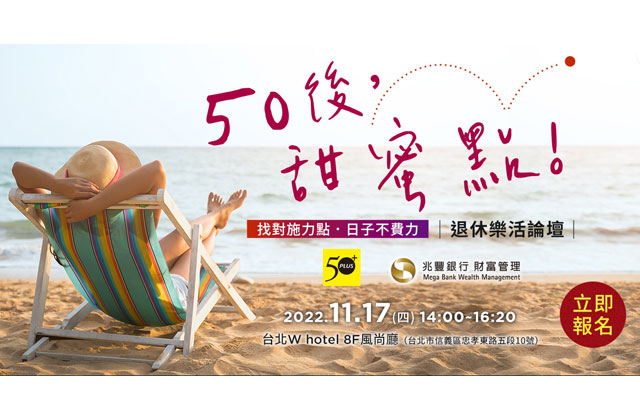 50後,
甜蜜點!
找對施力點・日子不費力
退休樂活論壇
50+
PLUS
兆豐銀行 財富管理
Mega Bank Wealth Management
2022.11.17(四) 14:00~16:20
台北W hotel 8F風尚廳 (台北市信義區忠孝東路五段10號)
立即
報名